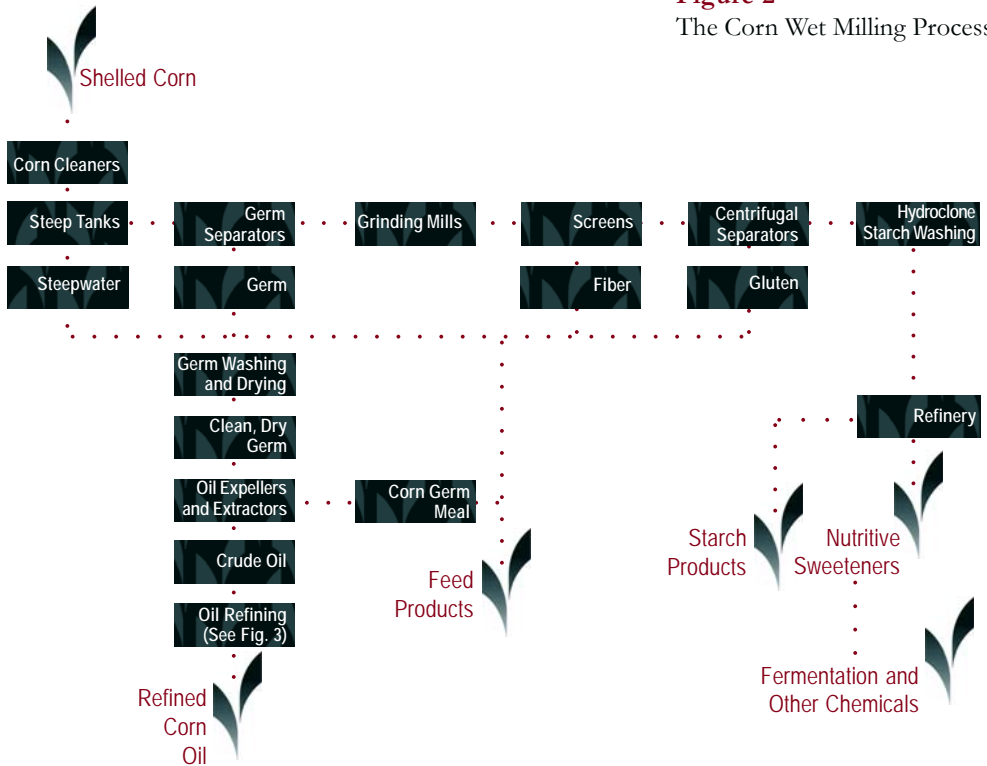 Figure 2
The Corn Wet Milling Process
Shelled Corn
Corn Cleaners
Steep Tanks
Germ
Separators
Grinding Mills
Screens
Centrifugal
Separators
Hydroclone
Starch Washing
Steepwater
Germ
Fiber
Gluten
Germ Washing
and Drying
Clean, Dry
Germ
Refinery
Oil Expellers
and Extractors
Corn Germ
Meal
Starch
Products
Nutritive
Sweeteners
Crude Oil
Feed
Products
Oil Refining
(See Fig. 3)
Fermentation and
Other Chemicals
Refined
Corn
Oil